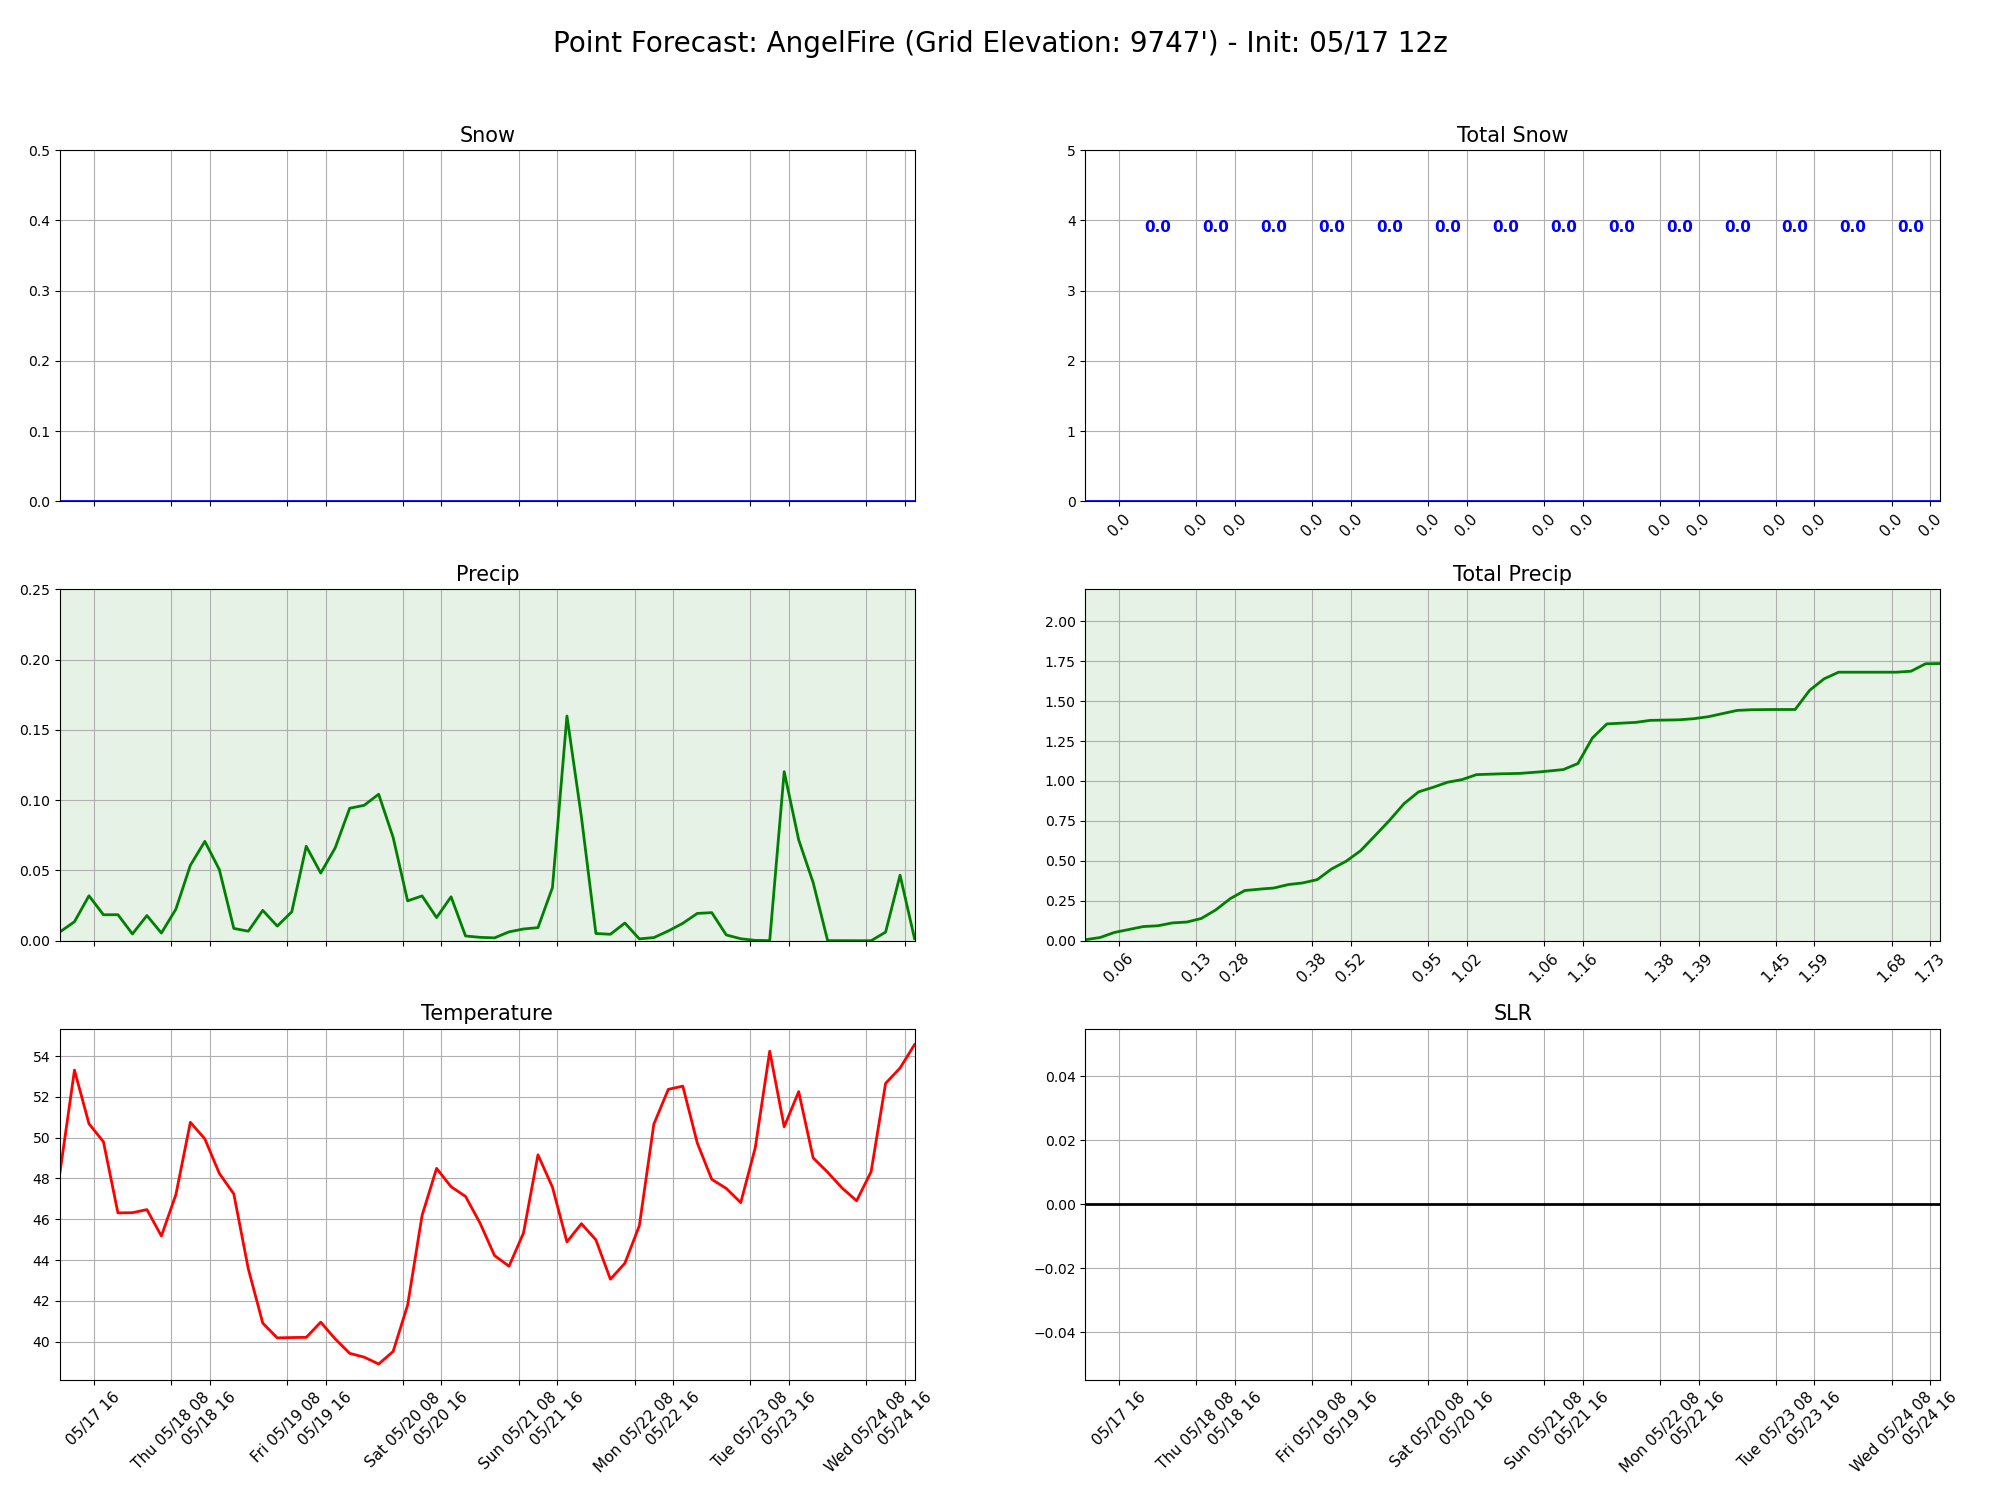 Point Forecast: AngelFire (Grid Elevation: 9747') - Init: 05/17 12z
Snow
0.5
0.4
0.3
0.2
0.1
0.0
Total Snow
5
4
3
2
1
0
0.0 0.0 0.0 0.0 0.0 0.0 0.0 0.0 0.0 0.0 0.0 0.0 0.0 0.0
0.0 0.0 0.0 0.0 0.0 0.0 0.0 0.0 0.0 0.0 0.0 0.0 0.0 0.0 0.0
Precip
0.25
0.20
0.15
0.10
0.05
0.00
Total Precip
2.00
1.75
1.50
1.25
1.00
0.75
0.50
0.25
0.00
0.06 0.13 0.28 0.38 0.52 0.95 1.02 1.06 1.16 1.38 1.39 1.45 1.59 1.68 1.73
Temperature
54
52
50
48
46
44
42
40
05/17 16
Thu 05/18 08
05/18 16
Fri 05/19 08
05/19 16
Sat 05/20 08
05/20 16
Sun 05/21 08
05/21 16
Mon 05/22 08
05/22 16
Tue 05/23 08
05/23 16
Wed 05/24 08
05/24 16
SLR
0.04
0.02
0.00
−0.02
−0.04
05/17 16
Thu 05/18 08
05/18 16
Fri 05/19 08
05/19 16
Sat 05/20 08
05/20 16
Sun 05/21 08
05/21 16
Mon 05/22 08
05/22 16
Tue 05/23 08
05/23 16
Wed 05/24 08
05/24 16